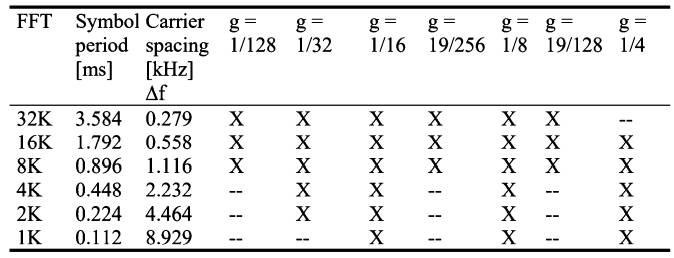 FFT Symbol Carrier g = g = g = g = g = g = g =
period spacing 1/128 1/32 1/16 19/256 1/8 19/128 1/4
[ms] [kHz]
Δf
32K 3.584 0.279 X X X X X X --
16K 1.792 0.558 X X X X X X X
8K 0.896 1.116 X X X X X X X
4K 0.448 2.232 -- X X -- X -- X
2K 0.224 4.464 -- X X -- X -- X
1K 0.112 8.929 -- -- X -- X -- X